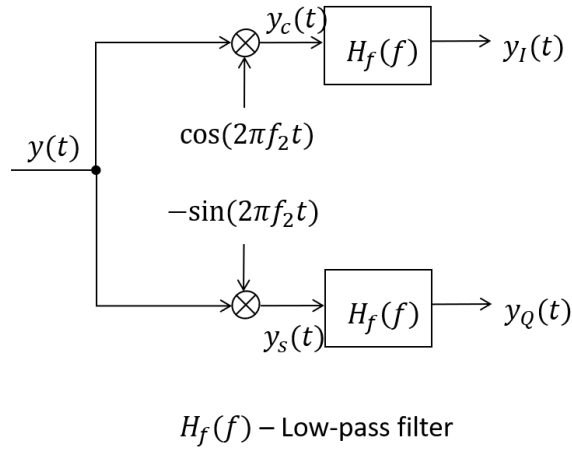 y_c(t)
H_f(f)
y_I(t)
cos(2πf_2t)
y(t)
−sin(2πf_2t)
H_f(f)
y_Q(t)
y_s(t)
H_f(f) – Low-pass filter